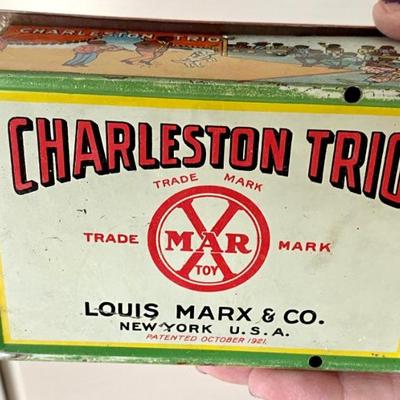 CHARLESTON TRIO
CHARLESTON TRIO
TRADE MARK
TRADE MARK
MAR X
TOY
LOUIS MARX & CO.
NEW YORK U.S.A.
PATENTED OCTOBER 1921.